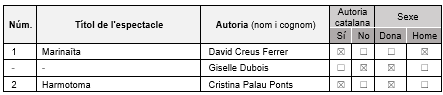 Núm. Títol de l'espectacle Autoria (nom i cognom) Autoria catalana Sexe
Sí No Dona Home
1 Marinaïta David Creus Ferrer ☒ ☐ ☐ ☒
- - Giselle Dubois ☐ ☒ ☒ ☐
2 Harmotoma Cristina Palau Ponts ☒ ☐ ☒ ☐